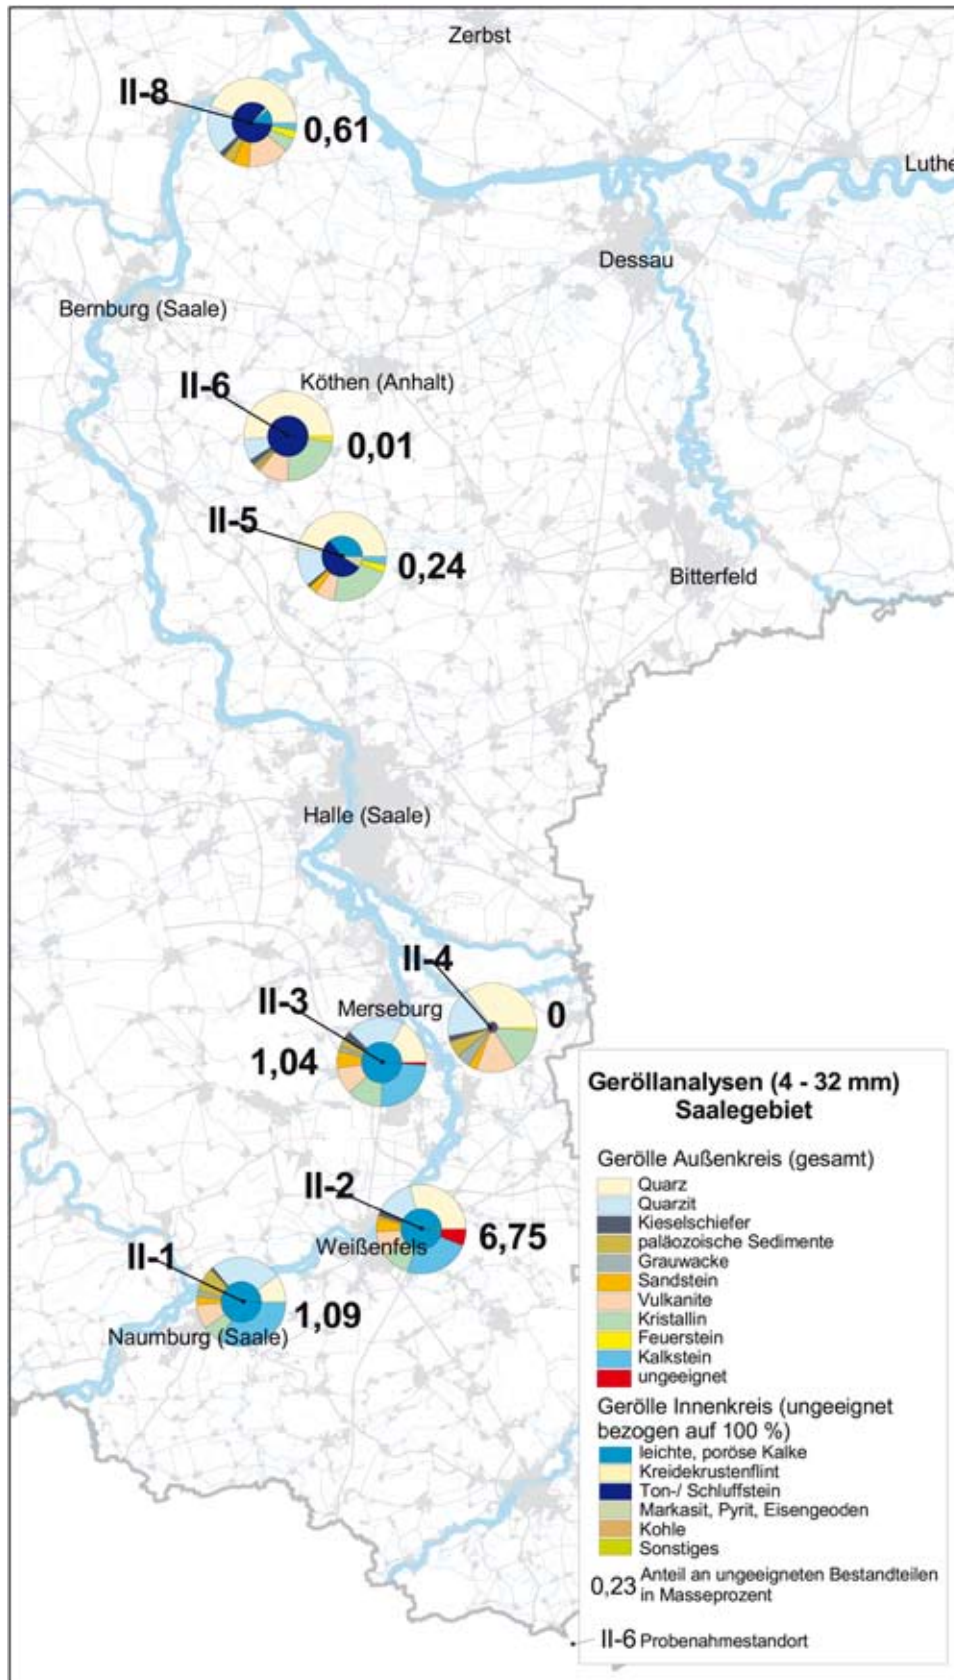 Zerbst
II-8
0,61
Luthe
Dessau
Bernburg (Saale)
II-6
Köthen (Anhalt)
0,01
II-5
0,24
Bitterfeld
Halle (Saale)
II-4
II-3
Merseburg
0
1,04
II-2
Weißenfels
6,75
II-1
1,09
Naumburg (Saale)
Geröllanalysen (4 - 32 mm)
Saalegebiet
Gerölle Außenkreis (gesamt)
Quarz
Quarzit
Kieselschiefer
paläozoische Sedimente
Grauwacke
Sandstein
Vulkanite
Kristallin
Feuerstein
Kalkstein
ungeeignet
Gerölle Innenkreis (ungeeignet
bezogen auf 100 %)
leichte, poröse Kalke
Kreidekrustenflint
Ton-/ Schluffstein
Markasit, Pyrit, Eisengeoden
Kohle
Sonstiges
0,23 Anteil an ungeeigneten Bestandteilen
in Masseprozent
II-6 Probenahmestandort